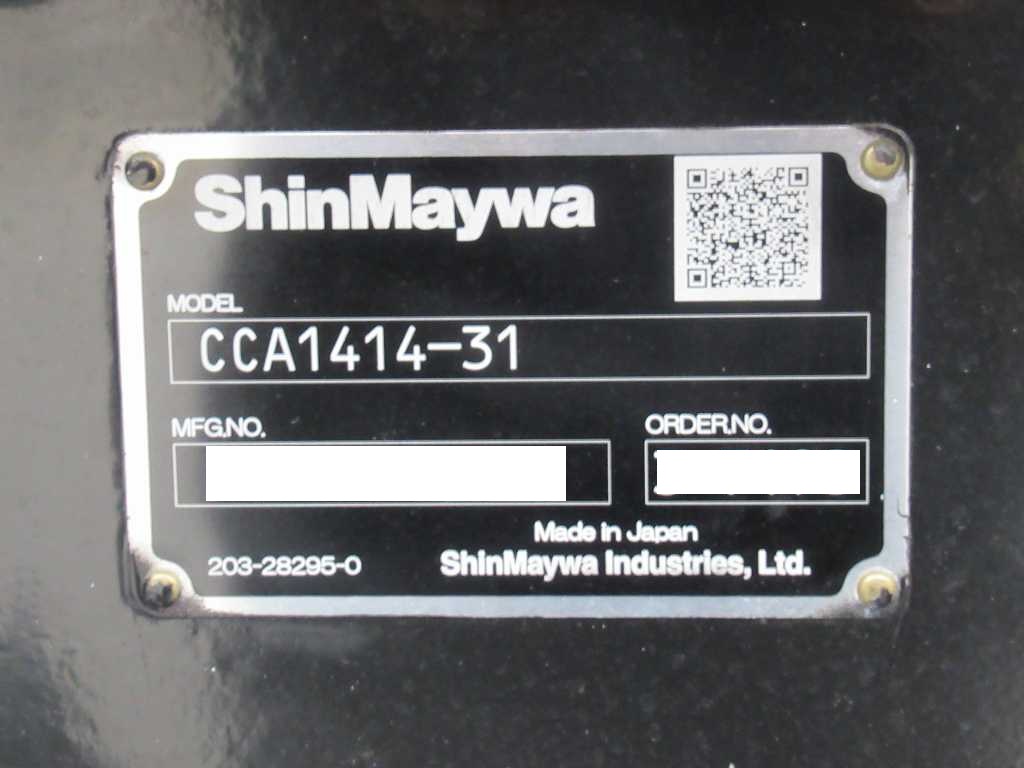 ShinMaywa
MODEL
CCA1414-31
MFG.NO.
ORDER.NO.
Made in Japan
203-28295-0
ShinMaywa Industries, Ltd.